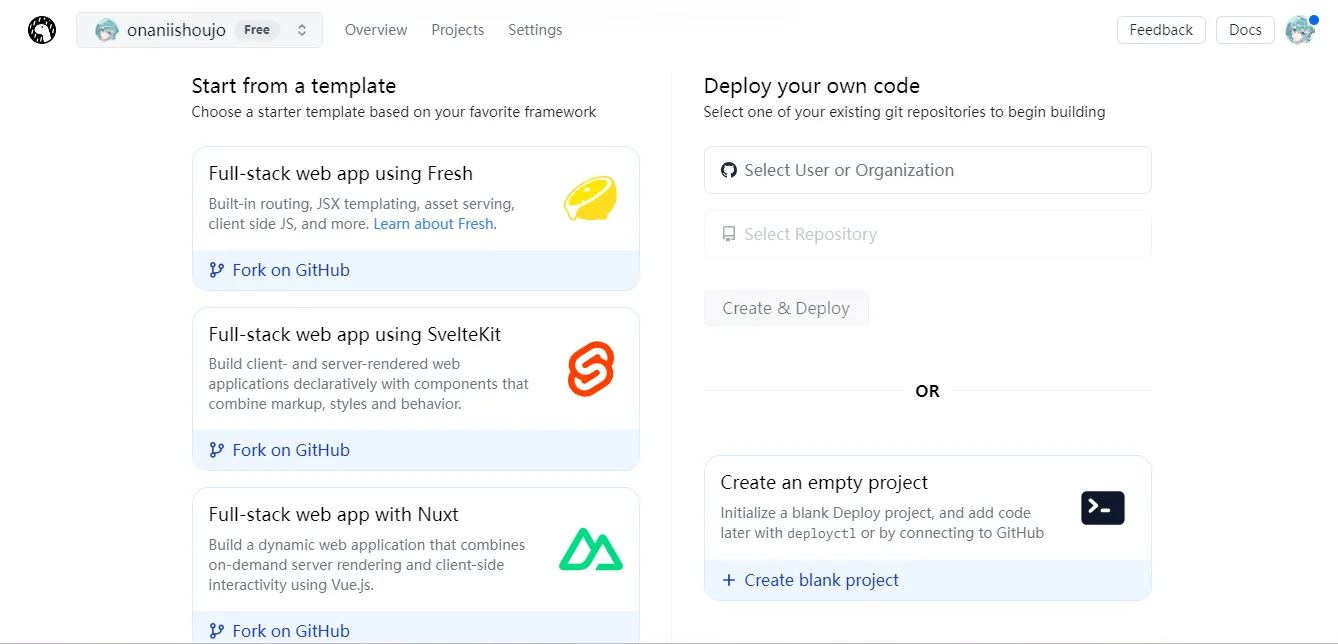 onaniishoujo Free Overview Projects Settings Feedback Docs
Start from a template
Choose a starter template based on your favorite framework
Full-stack web app using Fresh
Built-in routing, JSX templating, asset serving,
client side JS, and more. Learn about Fresh.
Fork on GitHub
Full-stack web app using SvelteKit
Build client- and server-rendered web
applications declaratively with components that
combine markup, styles and behavior.
Fork on GitHub
Full-stack web app with Nuxt
Build a dynamic web application that combines
on-demand server rendering and client-side
interactivity using Vue.js.
Fork on GitHub
Deploy your own code
Select one of your existing git repositories to begin building
Select User or Organization
Select Repository
Create & Deploy
OR
Create an empty project
Initialize a blank Deploy project, and add code
later with deployctl or by connecting to GitHub
+ Create blank project